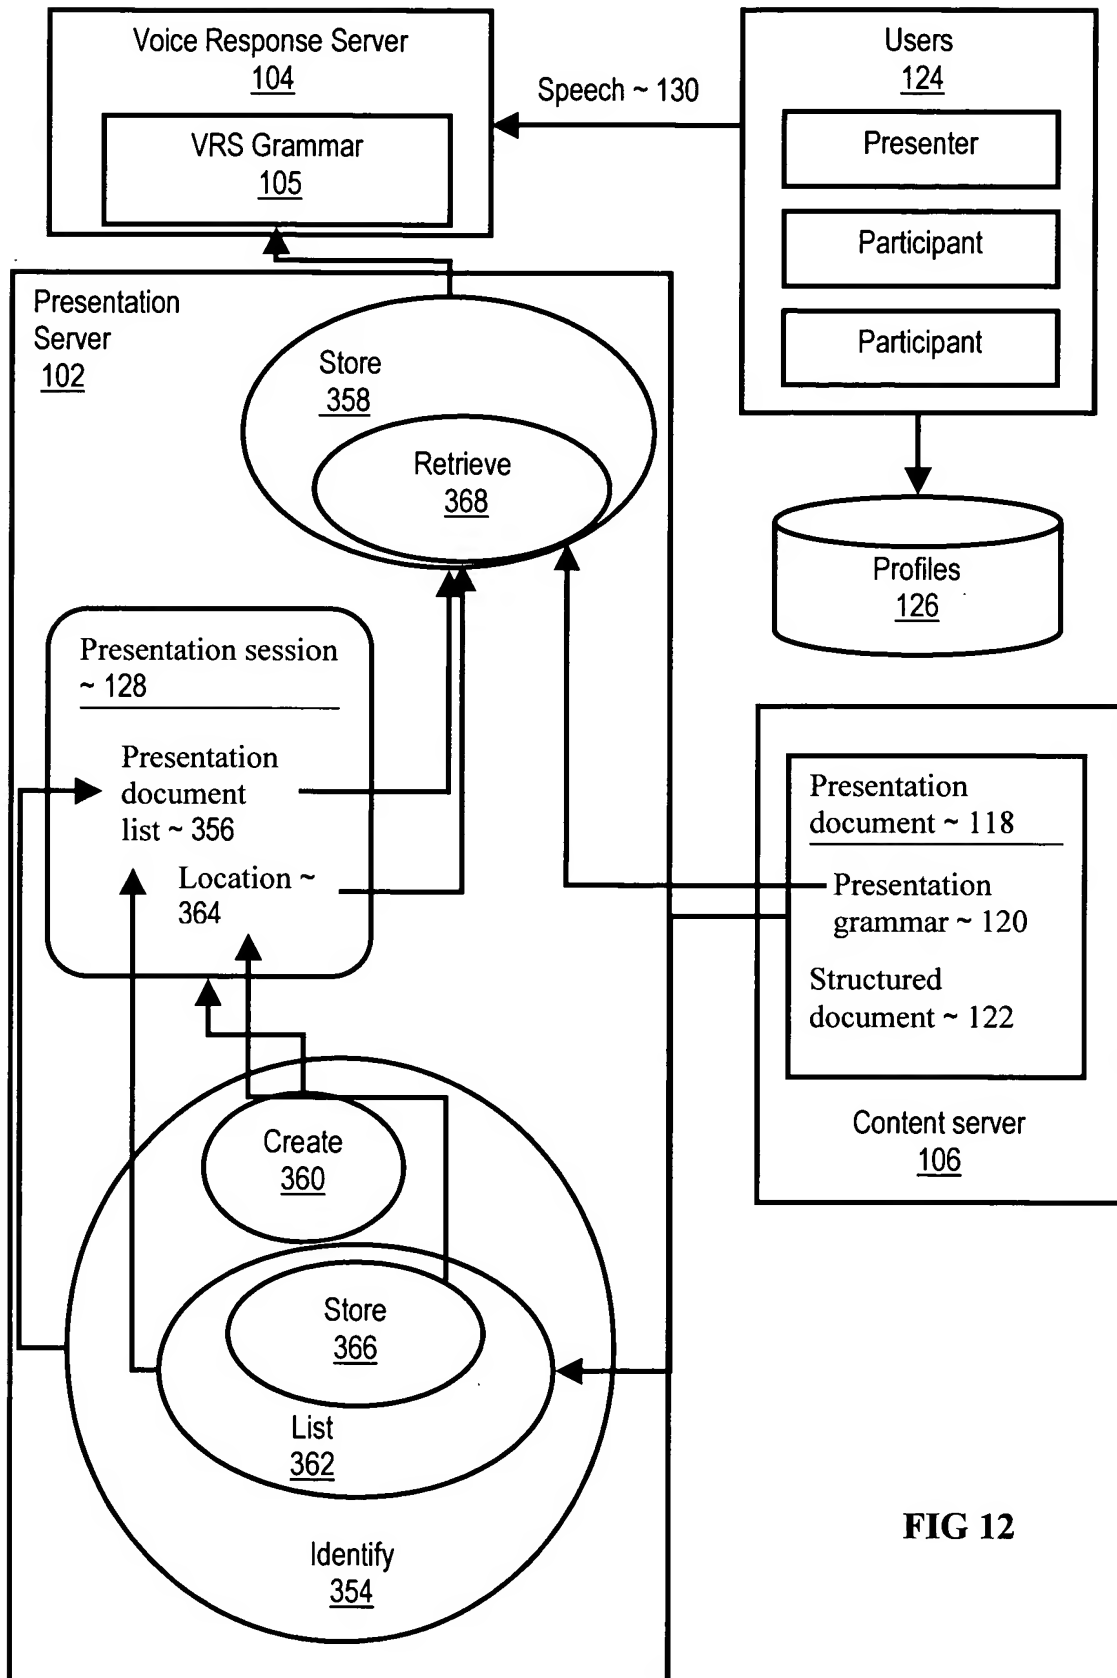 Voice Response Server
104
VRS Grammar
105
Speech ~ 130
Users
124
Presenter
Participant
Participant
Profiles
126
Presentation
Server
102
Store
358
Retrieve
368
Presentation session
~ 128
Presentation
document
list ~ 356
Location ~
364
Presentation
document ~ 118
Presentation
grammar ~ 120
Structured
document ~ 122
Content server
106
Create
360
Store
366
List
362
Identify
354
FIG 12